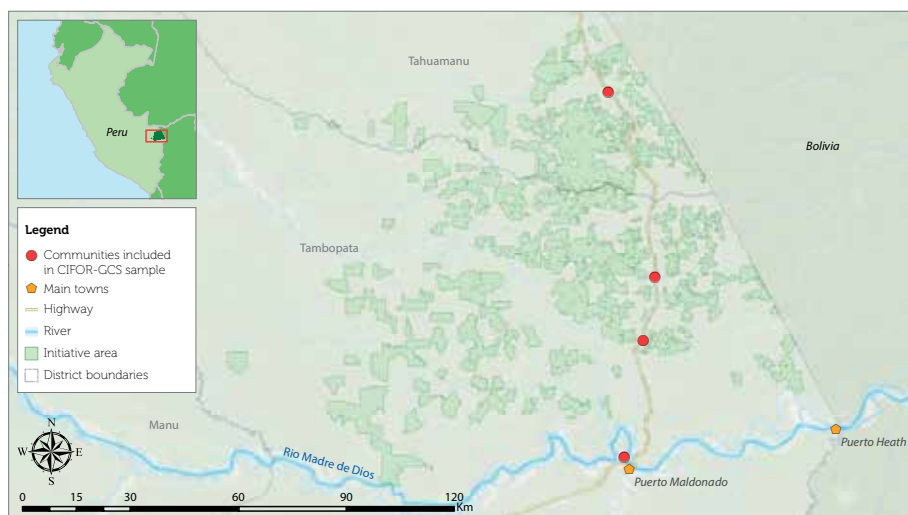 Peru
Tahuamanu
Bolivia
Legend
Communities included
in CIFOR-GCS sample
Main towns
Highway
River
Initiative area
District boundaries
Tambopata
Manu
N
W
E
S
Rio Madre de Dios
Puerto Heath
Puerto Maldonado
0 15 30 60 90 120
Km